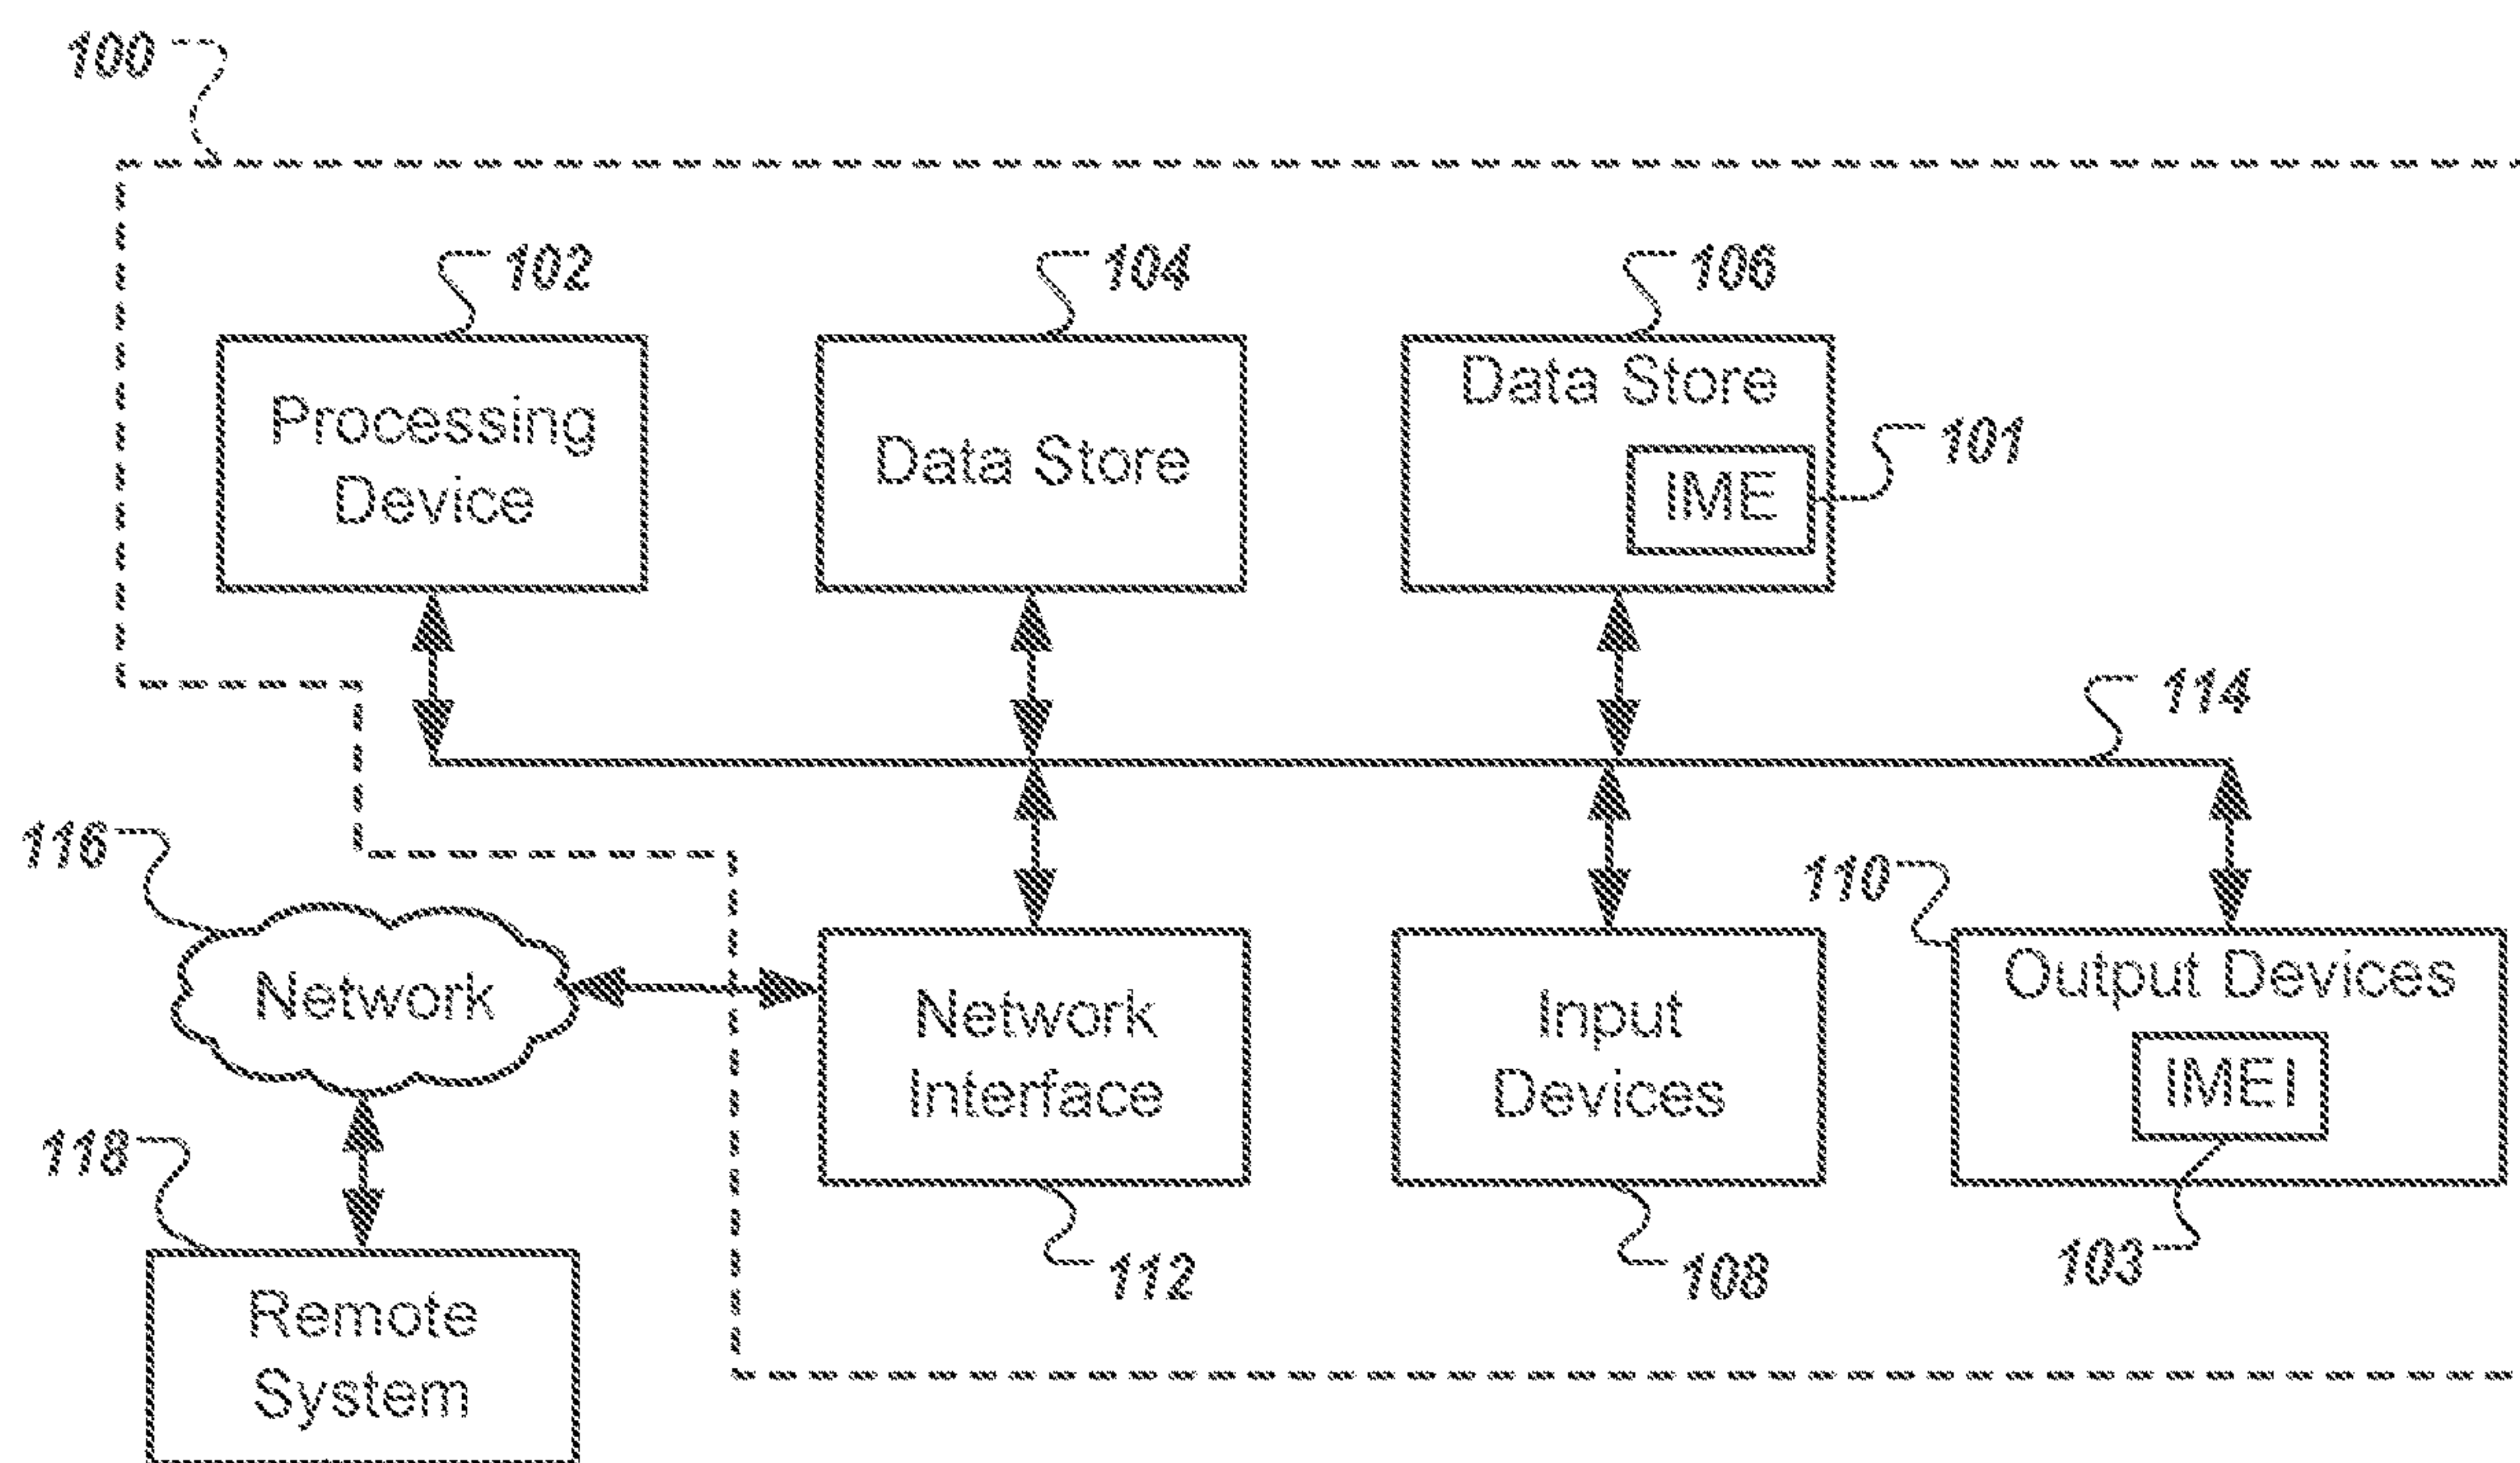 100
102
104
106
Processing
Device
Data Store
Data Store
IME
101
114
116
110
Network
Network
Interface
Input
Devices
Output Devices
IMEI
118
112
108
103
Remote
System